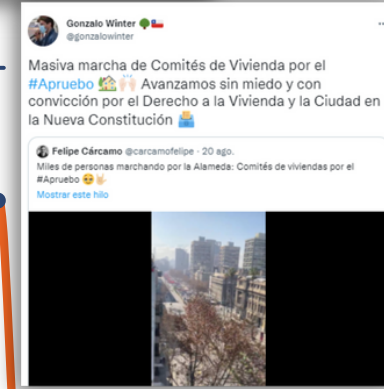 Gonzalo Winter 🌳🇨🇱
@gonzalowinter
Masiva marcha de Comités de Vivienda por el
#Apruebo 🏡🙌🏻 Avanzamos sin miedo y con
convicción por el Derecho a la Vivienda y la Ciudad en
la Nueva Constitución 🗳️
Felipe Cárcamo @carcamofelipe · 20 ago.
Miles de personas marchando por la Alameda: Comités de viviendas por el
#Apruebo 🥹🤟🏻
Mostrar este hilo